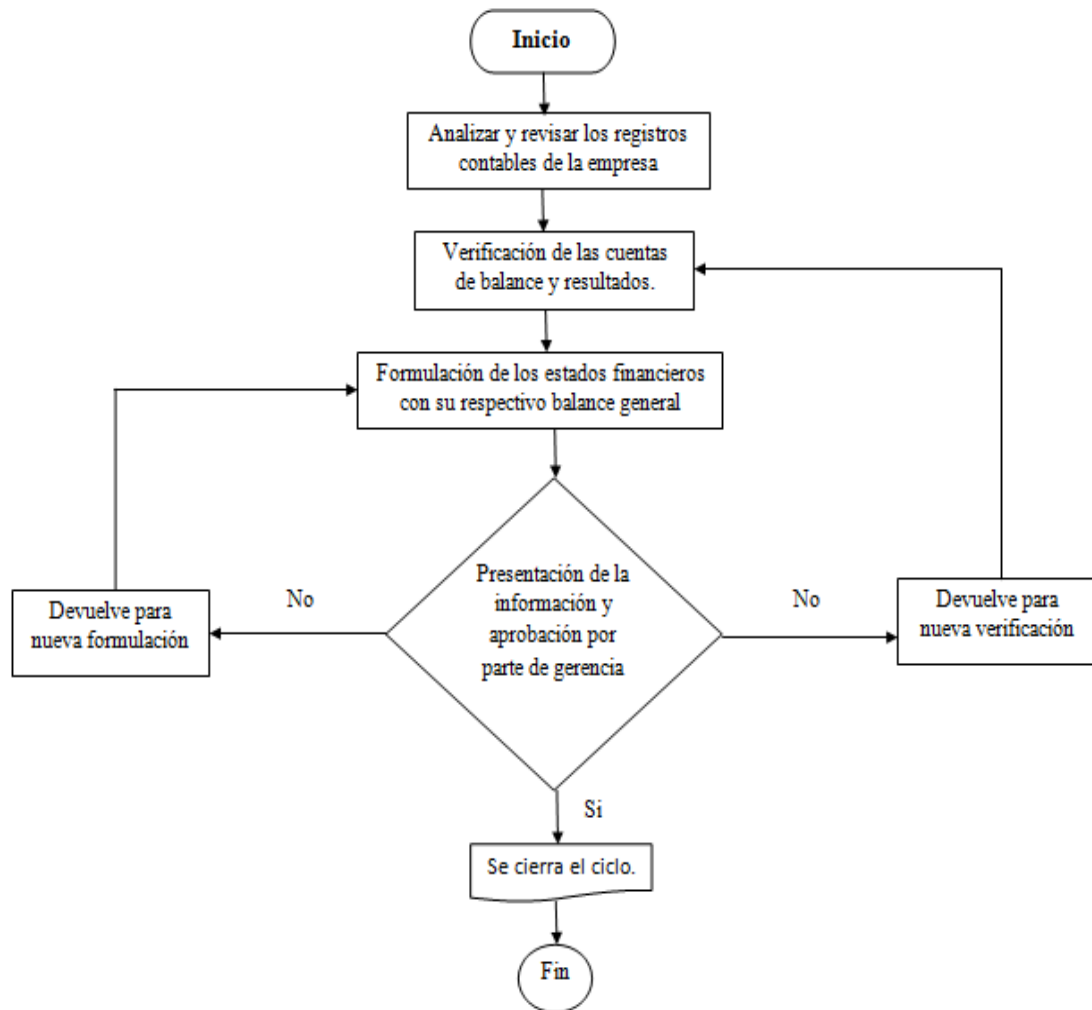 Inicio
Analizar y revisar los registros
contables de la empresa
Verificación de las cuentas
de balance y resultados.
Formulación de los estados financieros
con su respectivo balance general
Presentación de la
información y
aprobación por
parte de gerencia
No
Devuelve para
nueva formulación
No
Devuelve para
nueva verificación
Si
Se cierra el ciclo.
Fin